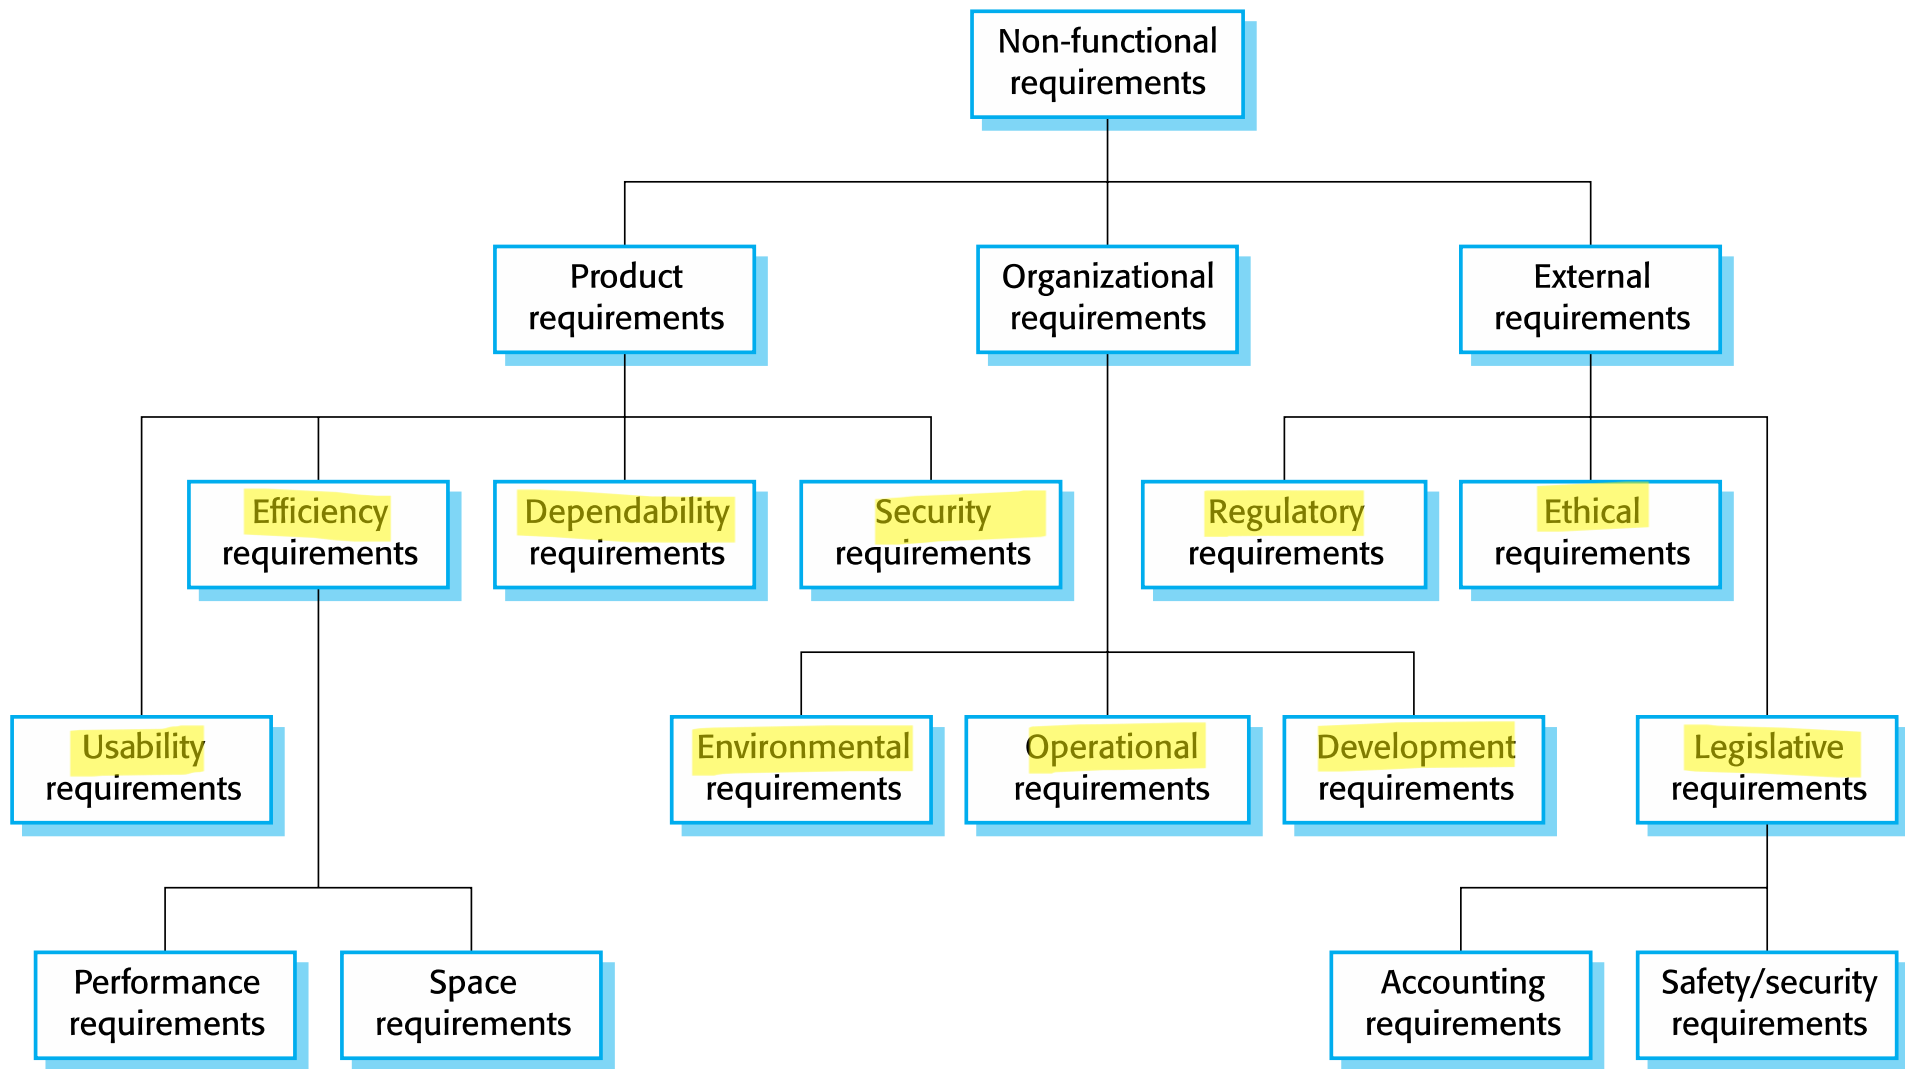 Non-functional
requirements
Product
requirements
Organizational
requirements
External
requirements
Efficiency
requirements
Dependability
requirements
Security
requirements
Regulatory
requirements
Ethical
requirements
Usability
requirements
Environmental
requirements
Operational
requirements
Development
requirements
Legislative
requirements
Performance
requirements
Space
requirements
Accounting
requirements
Safety/security
requirements